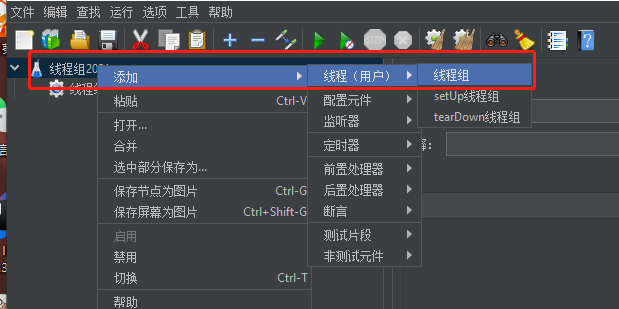 文件 编辑 查找 运行 选项 工具 帮助
线程组20
线程
添加
粘贴 Ctrl-V
打开...
合并
选中部分保存为...
保存节点为图片 Ctrl-G
保存屏幕为图片 Ctrl+Shift-G
启用
禁用
切换 Ctrl-T
帮助
线程（用户）
配置元件
监听器
定时器
前置处理器
后置处理器
断言
测试片段
非测试元件
线程组
setUp线程组
tearDown线程组